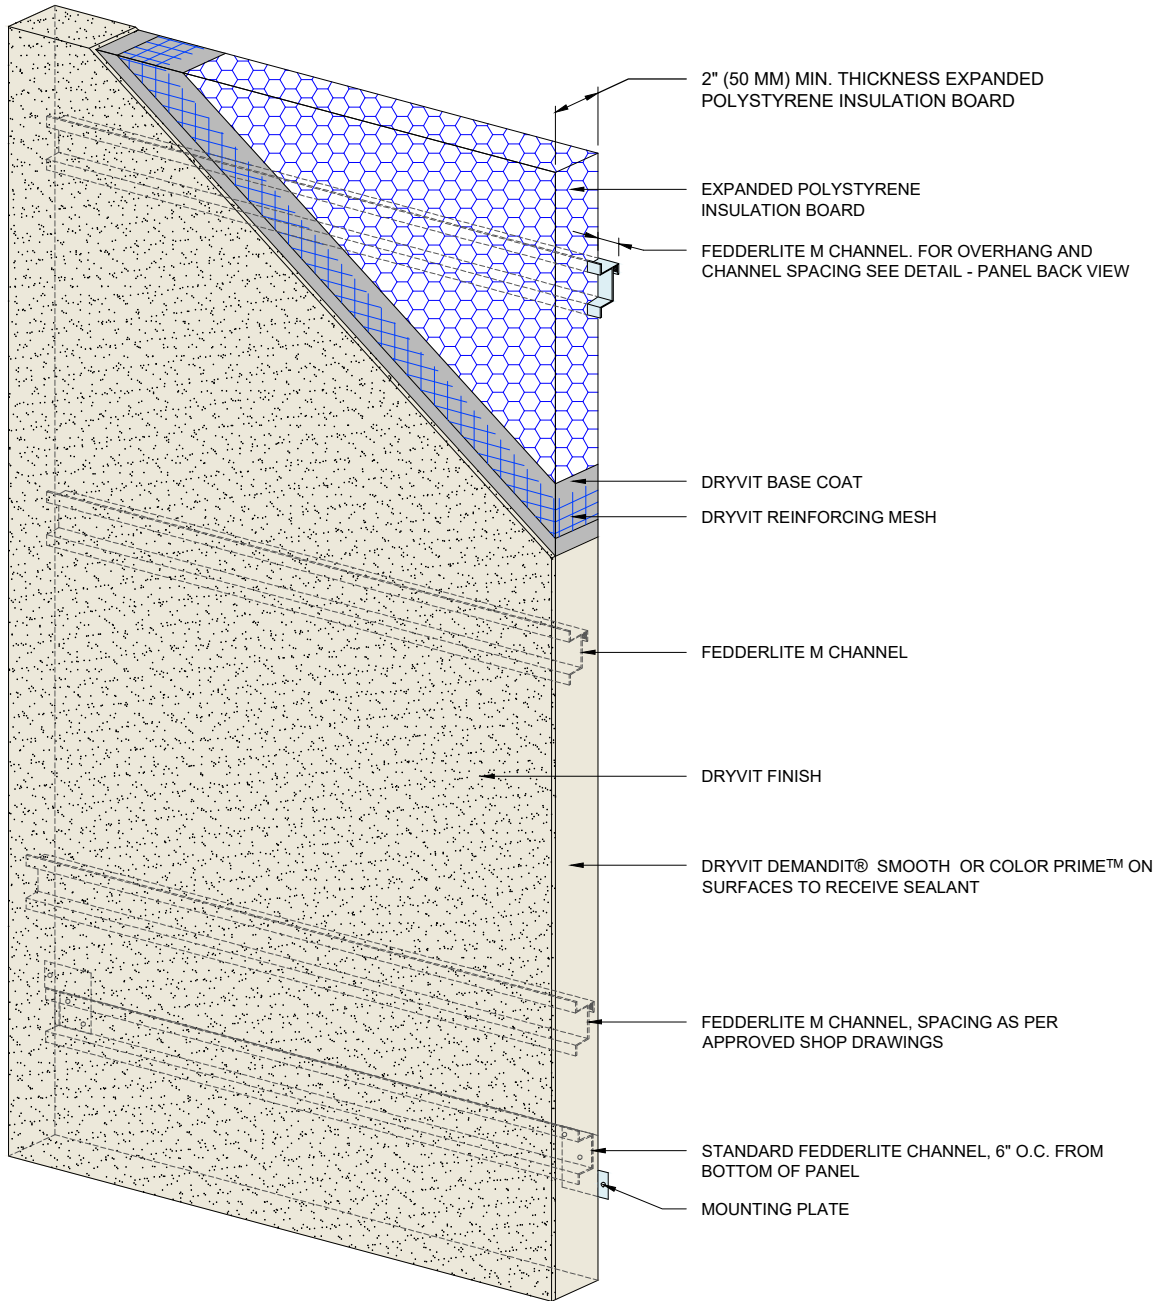 2" (50 MM) MIN. THICKNESS EXPANDED
POLYSTYRENE INSULATION BOARD
EXPANDED POLYSTYRENE
INSULATION BOARD
FEDDERLITE M CHANNEL. FOR OVERHANG AND
CHANNEL SPACING SEE DETAIL - PANEL BACK VIEW
DRYVIT BASE COAT
DRYVIT REINFORCING MESH
FEDDERLITE M CHANNEL
DRYVIT FINISH
DRYVIT DEMANDIT® SMOOTH OR COLOR PRIME™ ON
SURFACES TO RECEIVE SEALANT
FEDDERLITE M CHANNEL, SPACING AS PER
APPROVED SHOP DRAWINGS
STANDARD FEDDERLITE CHANNEL, 6" O.C. FROM
BOTTOM OF PANEL
MOUNTING PLATE